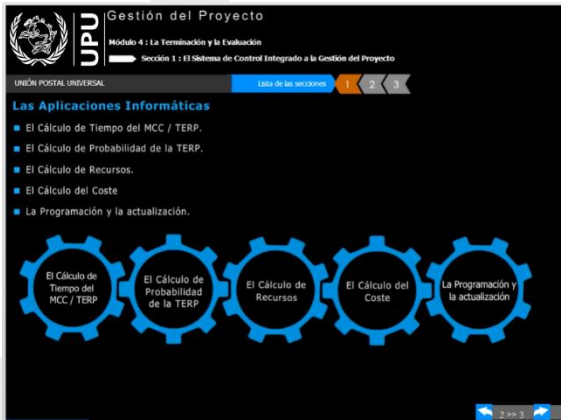 UPU
Gestión del Proyecto
Módulo 4 : La Terminación y la Evaluación
Sección 1 : El Sistema de Control Integrado a la Gestión del Proyecto
UNIÓN POSTAL UNIVERSAL
Lista de las secciones 1 2 3
Las Aplicaciones Informáticas
El Cálculo de Tiempo del MCC / TERP.
El Cálculo de Probabilidad de la TERP.
El Cálculo de Recursos.
El Cálculo del Coste
La Programación y la actualización.
El Cálculo de
Tiempo del
MCC / TERP
El Cálculo de
Probabilidad
de la TERP
El Cálculo de
Recursos
El Cálculo del
Coste
La Programación y
la actualización
2 >> 3